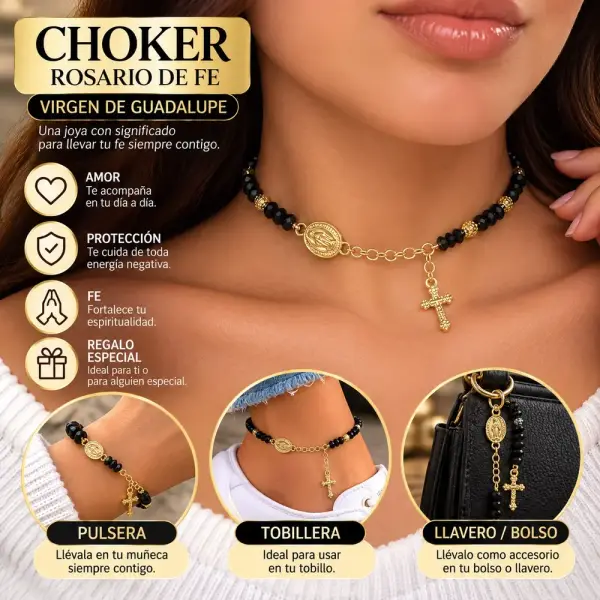 CHOKER
ROSARIO DE FE
VIRGEN DE GUADALUPE
Una joya con significado
para llevar tu fe siempre contigo.
AMOR
Te acompaña
en tu día a día.
PROTECCIÓN
Te cuida de toda
energía negativa.
FE
Fortalece tu
espiritualidad.
REGALO
ESPECIAL
Ideal para ti o
para alguien especial.
PULSERA
Llévala en tu muñeca
siempre contigo.
TOBILLERA
Ideal para usar
en tu tobillo.
LLAVERO / BOLSO
Llévalo como accesorio
en tu bolso o llavero.